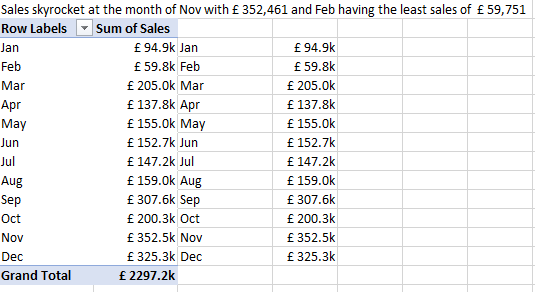 Sales skyrocket at the month of Nov with £ 352,461 and Feb having the least sales of £ 59,751
Row Labels Sum of Sales
Jan £ 94.9k Jan £ 94.9k
Feb £ 59.8k Feb £ 59.8k
Mar £ 205.0k Mar £ 205.0k
Apr £ 137.8k Apr £ 137.8k
May £ 155.0k May £ 155.0k
Jun £ 152.7k Jun £ 152.7k
Jul £ 147.2k Jul £ 147.2k
Aug £ 159.0k Aug £ 159.0k
Sep £ 307.6k Sep £ 307.6k
Oct £ 200.3k Oct £ 200.3k
Nov £ 352.5k Nov £ 352.5k
Dec £ 325.3k Dec £ 325.3k
Grand Total £ 2297.2k